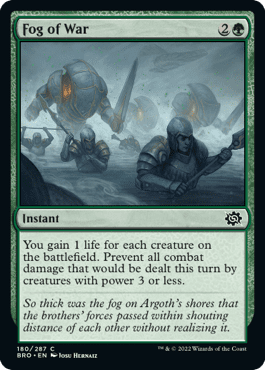 Fog of War 2
Instant
You gain 1 life for each creature on
the battlefield. Prevent all combat
damage that would be dealt this turn by
creatures with power 3 or less.
So thick was the fog on Argoth's shores that
the brothers' forces passed within shouting
distance of each other without realizing it.
180/287 C
BRO • EN Iosu Hernaiz
™ & © 2022 Wizards of the Coast